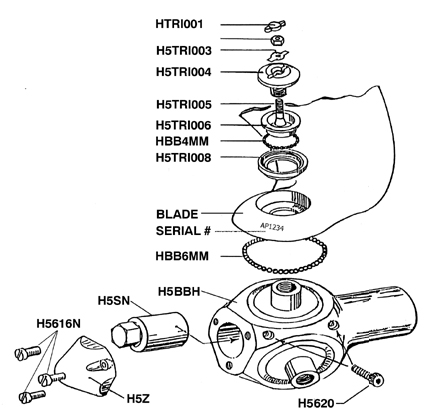 HTRI001
H5TRI003
H5TRI004
H5TRI005
H5TRI006
HBB4MM
H5TRI008
BLADE
SERIAL #
AP1234
HBB6MM
H5BBH
H5SN
H5616N
H5Z
H5620